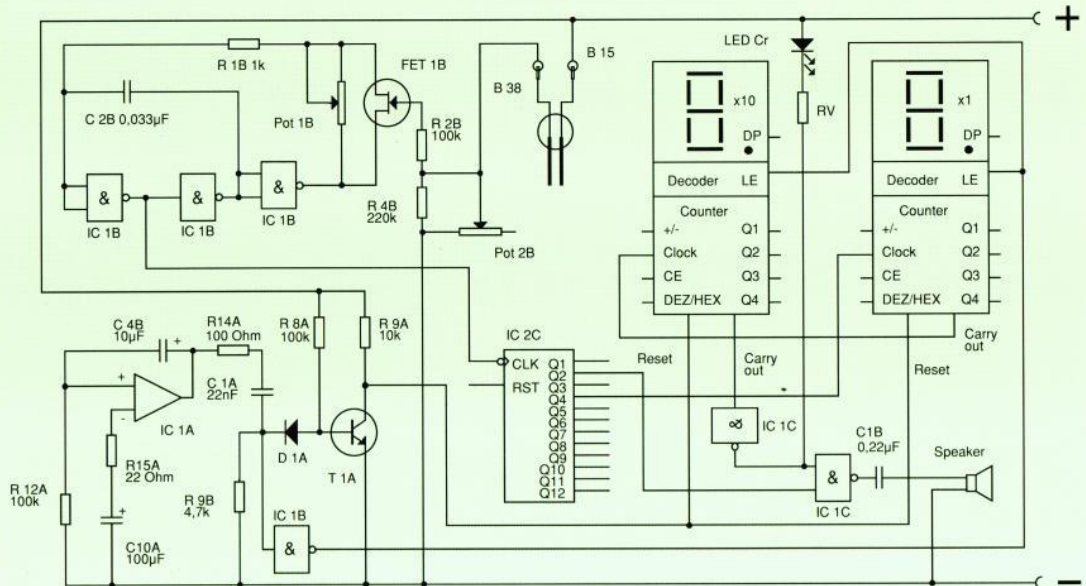 +
R 1B 1k
C 2B 0,033µF
Pot 1B
FET 1B
R 2B
100k
R 4B
220k
Pot 2B
B 38
B 15
LED Cr
RV
&
IC 1B
&
IC 1B
&
IC 1B
x10
DP
Decoder LE
Counter
+/- Q1
Clock Q2
CE Q3
DEZ/HEX Q4
x1
DP
Decoder LE
Counter
+/- Q1
Clock Q2
CE Q3
DEZ/HEX Q4
Carry
out
Reset
Reset
Carry
out
C 4B
10µF
R14A
100 Ohm
C 1A
22nF
R 8A
100k
R 9A
10k
+
+
-
IC 1A
R15A
22 Ohm
R 12A
100k
+
C10A
100µF
R 9B
4,7k
D 1A
T 1A
&
IC 1B
IC 2C
CLK
RST
Q1
Q2
Q3
Q4
Q5
Q6
Q7
Q8
Q9
Q10
Q11
Q12
&
IC 1C
&
IC 1C
C1B
0,22µF
Speaker
−